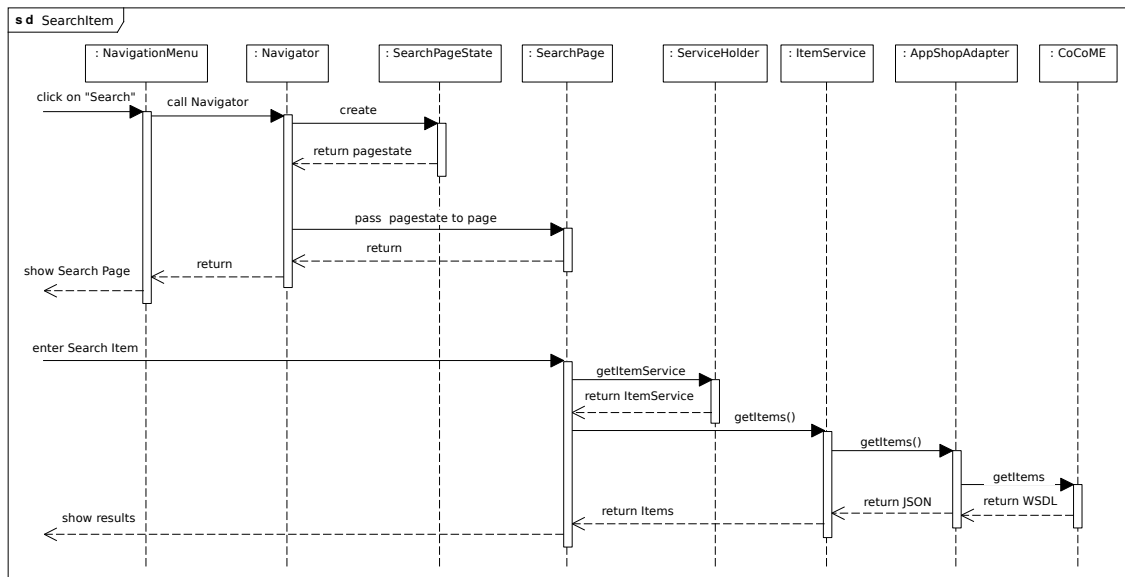 sd SearchItem
: NavigationMenu
: Navigator
: SearchPageState
: SearchPage
: ServiceHolder
: ItemService
: AppShopAdapter
: CoCoME
click on "Search"
call Navigator
create
return pagestate
pass pagestate to page
return
return
show Search Page
enter Search Item
getItemService
return ItemService
getItems()
getItems()
getItems
return WSDL
return JSON
return Items
show results